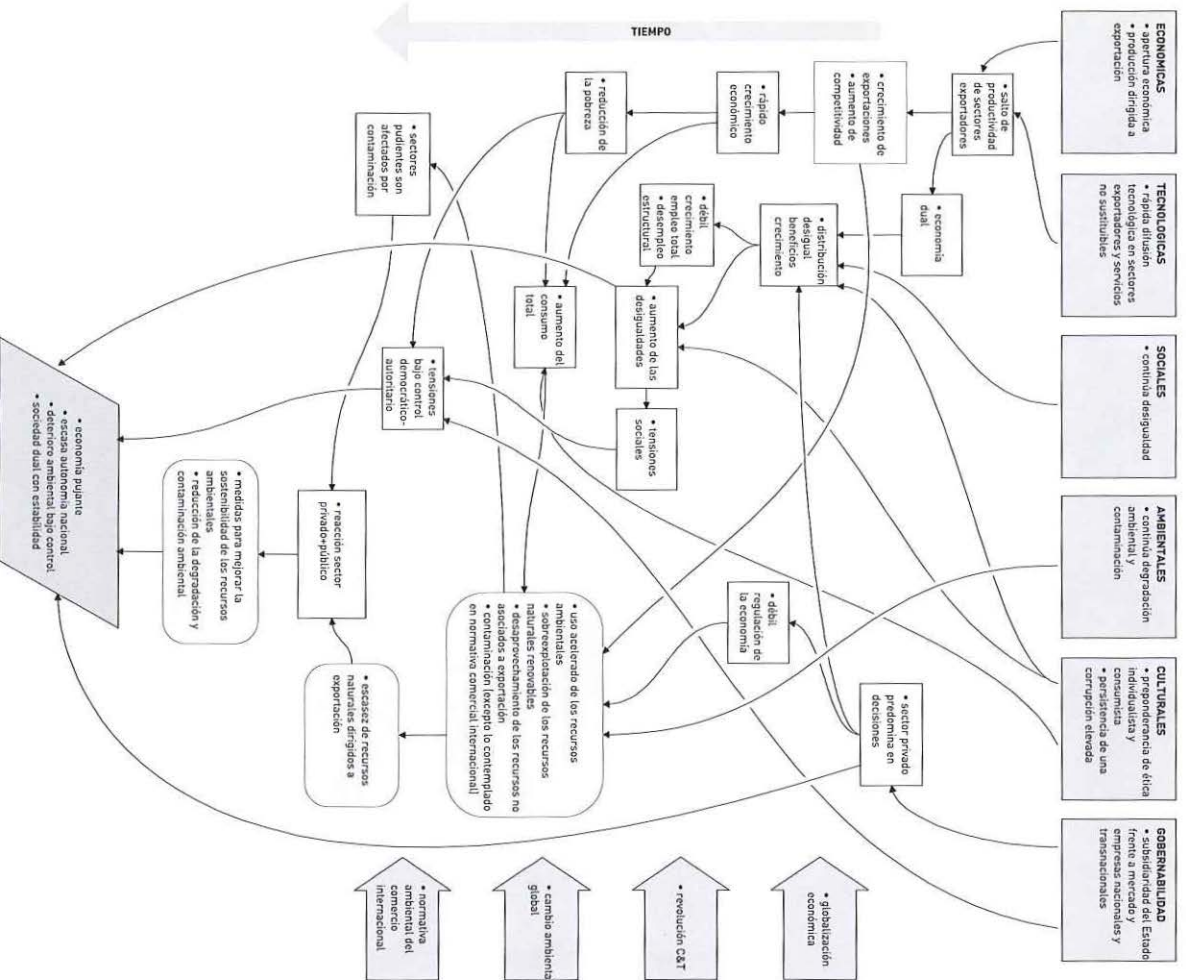 TIEMPO
ECONOMICAS
• apertura económica
• producción dirigida a
exportación
TECNOLOGICAS
• rápida difusión
tecnológica en sectores
exportadores y servicios
no sustituibles
SOCIALES
• continúa desigualdad
AMBIENTALES
• continúa degradación
ambiental y
contaminación
CULTURALES
• preponderancia de ética
individualista y
consumista
• persistencia de una
corrupción elevada
GOBERNABILIDAD
• subsidiaridad del Estado
frente a mercado y
empresas nacionales y
transnacionales
• salto de
productividad
de sectores
exportadores
• economía
dual
• sector privado
predomina en
decisiones
• crecimiento de
exportaciones
• aumento de
competitividad
• distribución
desigual
beneficios
crecimiento
• globalización
económica
• rápido
crecimiento
económico
• débil
crecimiento
empleo total
• desempleo
estructural
• débil
regulación de
la economía
• reducción de
la pobreza
• aumento de las
desigualdades
• tensiones
sociales
• revolución C&T
• aumento del
consumo
total
• uso acelerado de los recursos
ambientales
• sobreexplotación de los recursos
naturales renovables
• desaprovechamiento de los recursos no
asociados a exportación
• contaminación (excepto lo contemplado
en normativa comercial internacional)
• cambio ambiental
global
• sectores
pudientes son
afectados por
contaminación
• tensiones
bajo control
democrático-
autoritario
• escasez de recursos
naturales dirigidos a
exportación
• normativa
ambiental del
comercio
internacional
• reacción sector
privado+público
• medidas para mejorar la
sostenibilidad de los recursos
ambientales
• reducción de la degradación y
contaminación ambiental
• economía pujante
• escasa autonomía nacional
• deterioro ambiental bajo control
• sociedad dual con estabilidad